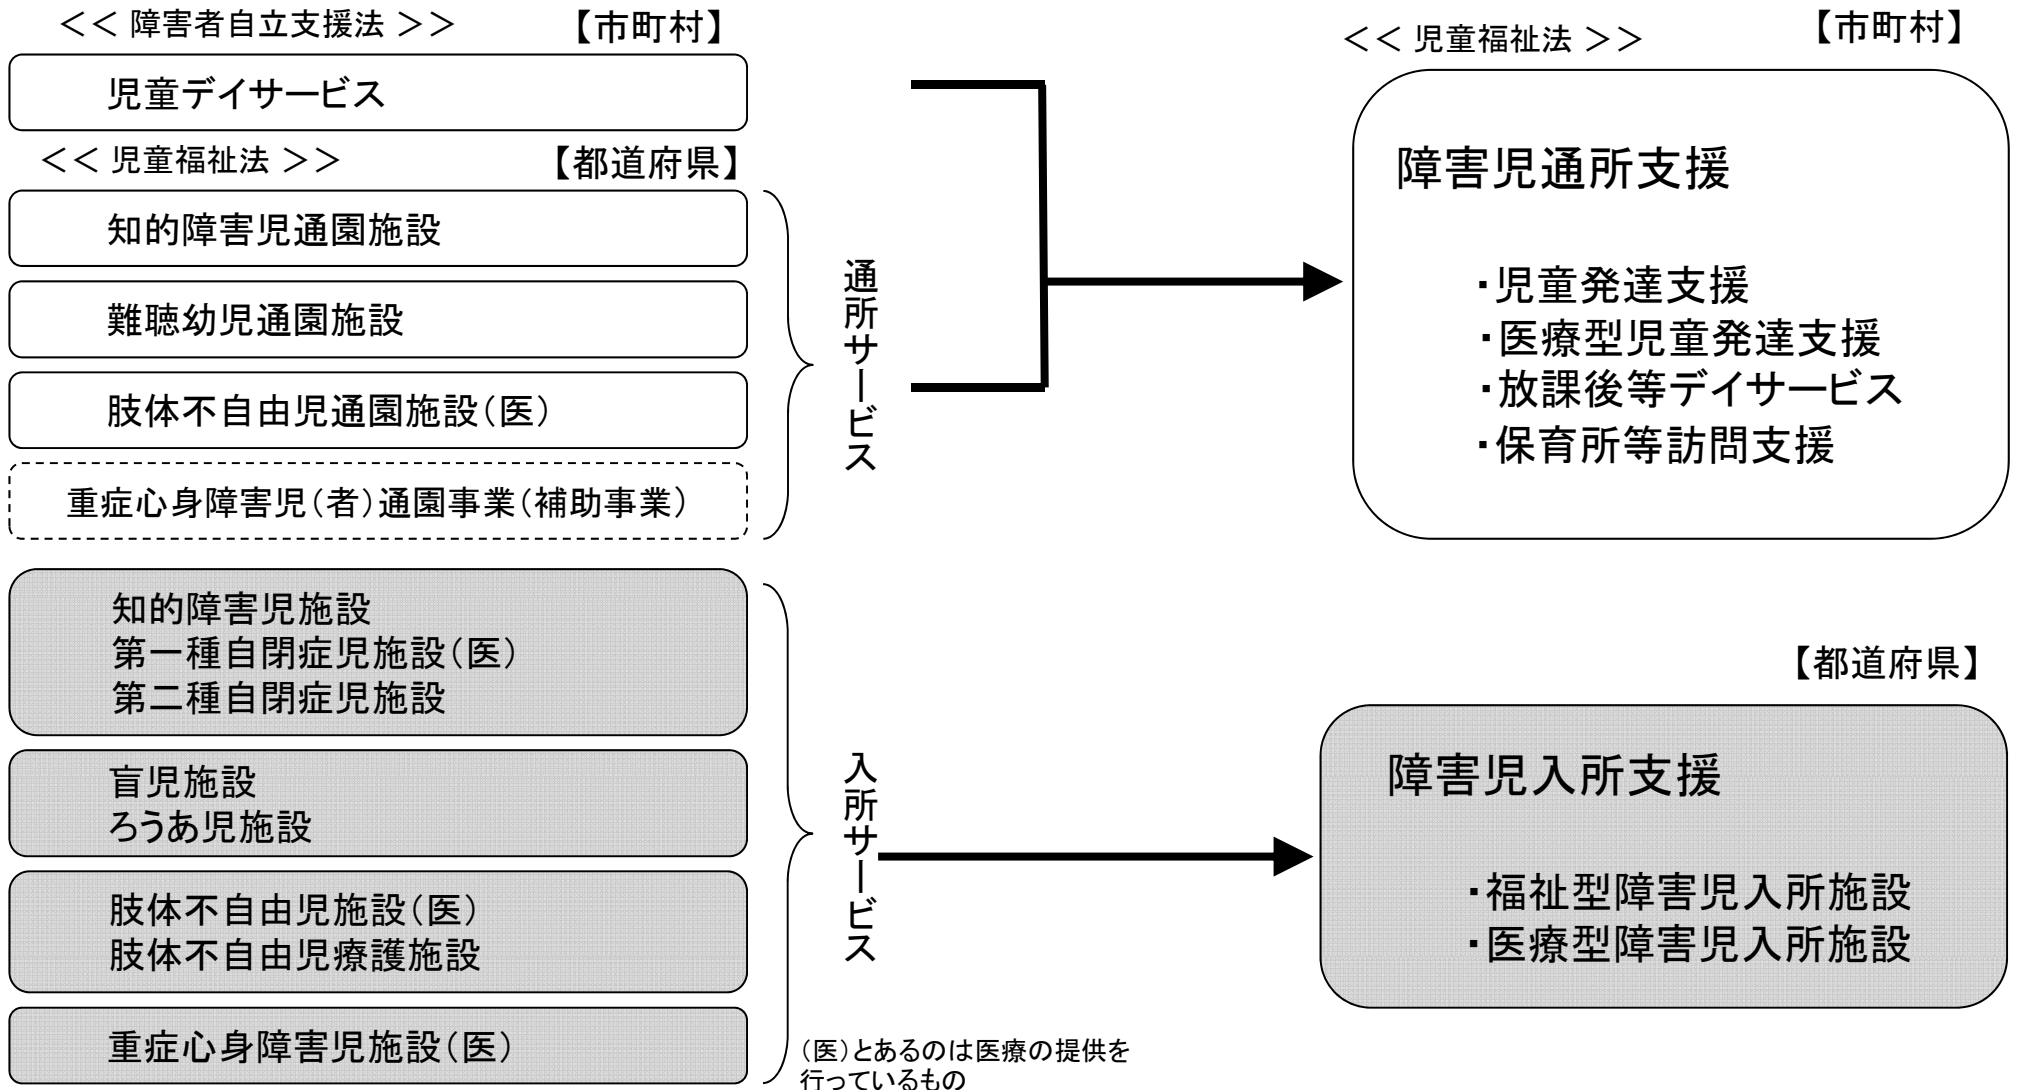 << 障害者自立支援法 >>
【市町村】
児童デイサービス
<< 児童福祉法 >>
【都道府県】
知的障害児通園施設
難聴幼児通園施設
肢体不自由児通園施設(医)
重症心身障害児(者)通園事業(補助事業)
通所サービス
知的障害児施設
第一種自閉症児施設(医)
第二種自閉症児施設
盲児施設
ろうあ児施設
肢体不自由児施設(医)
肢体不自由児療護施設
重症心身障害児施設(医)
入所サービス
(医)とあるのは医療の提供を
行っているもの
<< 児童福祉法 >>
【市町村】
障害児通所支援
・児童発達支援
・医療型児童発達支援
・放課後等デイサービス
・保育所等訪問支援
【都道府県】
障害児入所支援
・福祉型障害児入所施設
・医療型障害児入所施設